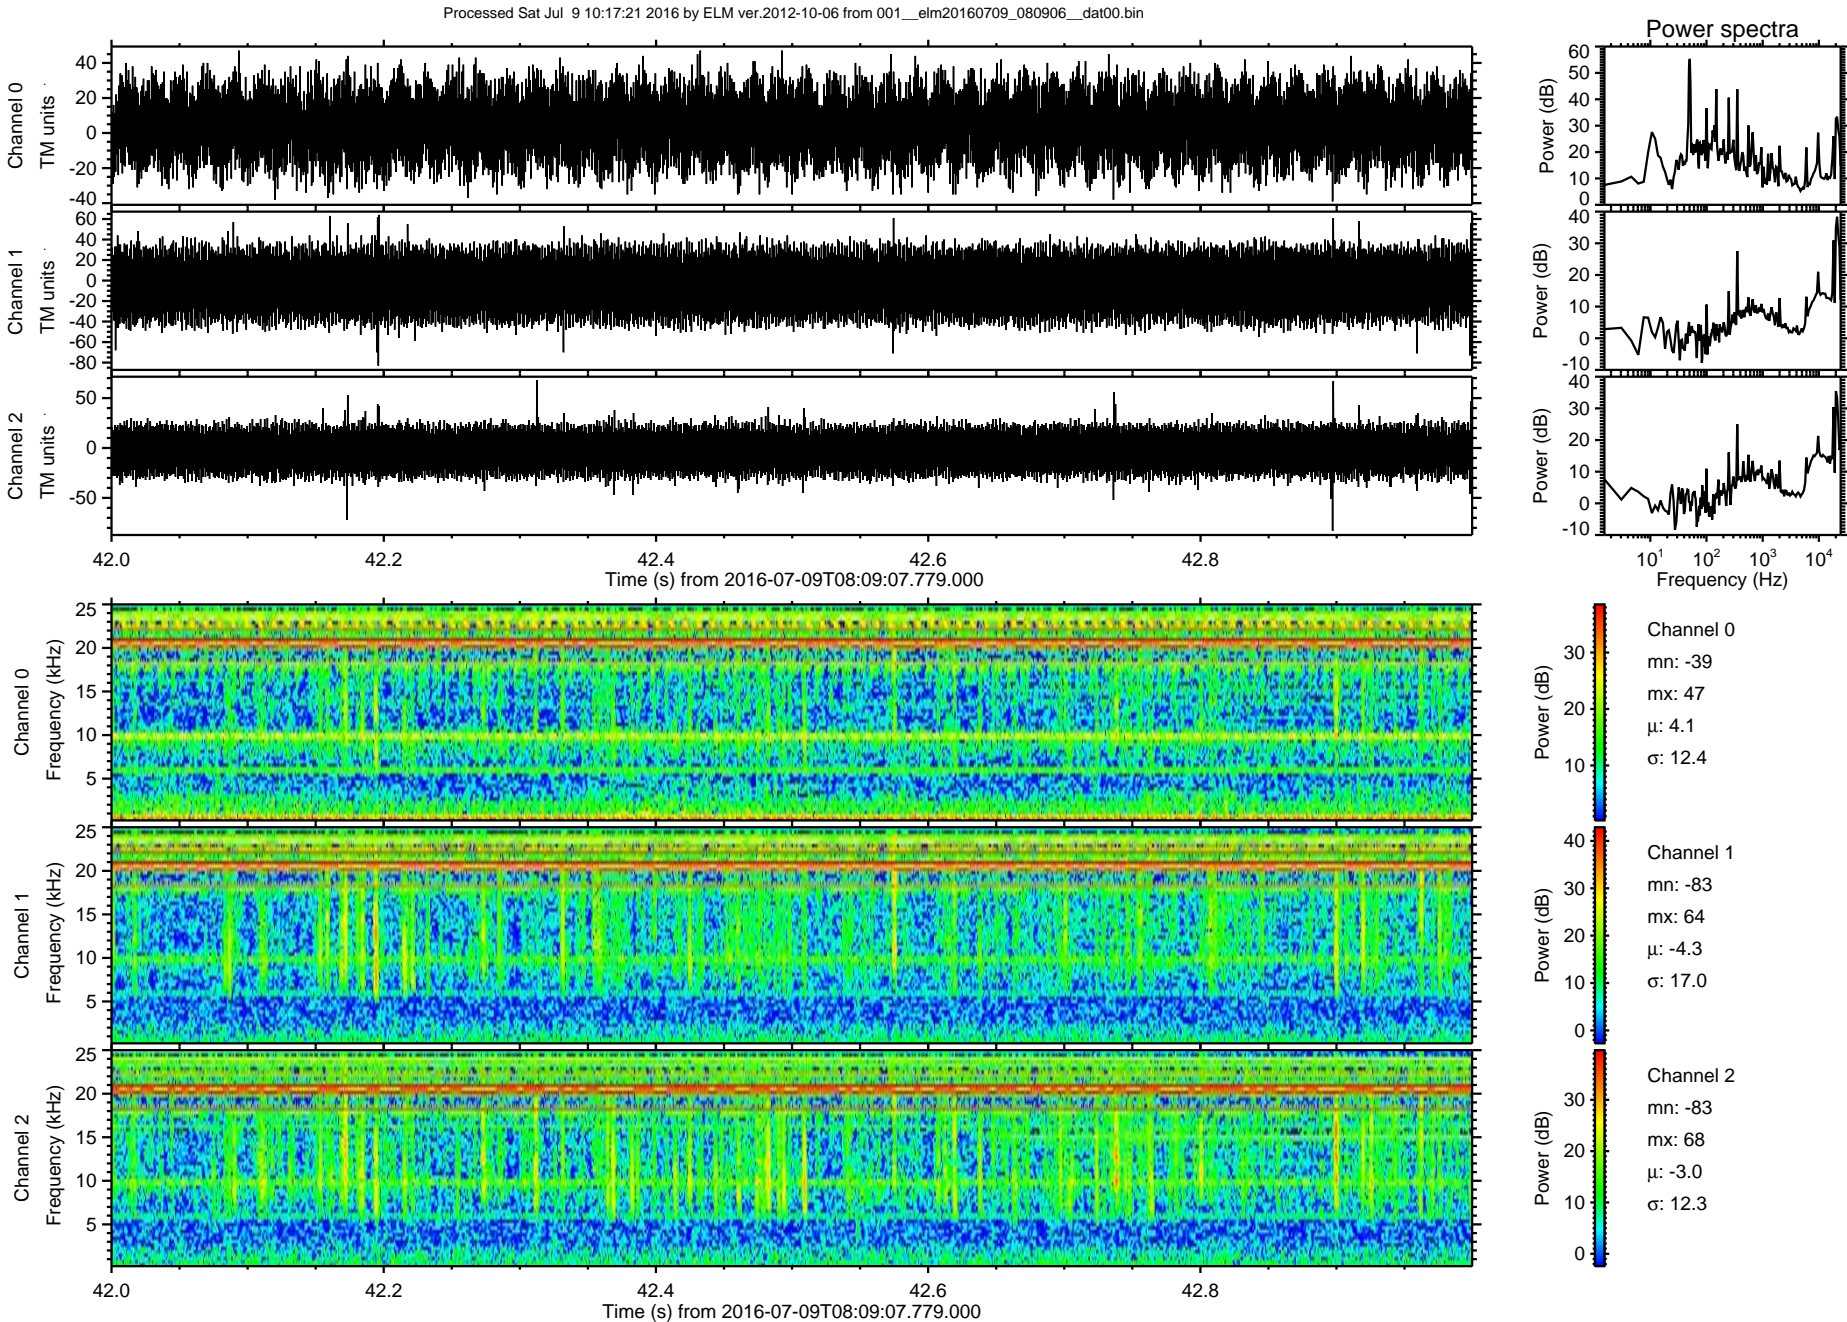 Processed Sat Jul 9 10:17:21 2016 by ELM ver.2012-10-06 from 001__elm20160709_080906__dat00.bin
Power spectra
Channel 0
TM units
40
20
0
-20
-40
Power (dB)
60
50
40
30
20
10
0
Channel 1
TM units
60
40
20
0
-20
-40
-60
-80
Power (dB)
40
30
20
10
0
-10
Channel 2
TM units
50
0
-50
Power (dB)
40
30
20
10
0
-10
42.0 42.2 42.4 42.6 42.8
Time (s) from 2016-07-09T08:09:07.779.000
10¹ 10² 10³ 10⁴
Frequency (Hz)
Channel 0
Frequency (kHz)
25
20
15
10
5
Power (dB)
30
20
10
Channel 0
mn: -39
mx: 47
μ: 4.1
σ: 12.4
Channel 1
Frequency (kHz)
25
20
15
10
5
Power (dB)
40
30
20
10
0
Channel 1
mn: -83
mx: 64
μ: -4.3
σ: 17.0
Channel 2
Frequency (kHz)
25
20
15
10
5
Power (dB)
30
20
10
0
Channel 2
mn: -83
mx: 68
μ: -3.0
σ: 12.3
42.0 42.2 42.4 42.6 42.8
Time (s) from 2016-07-09T08:09:07.779.000